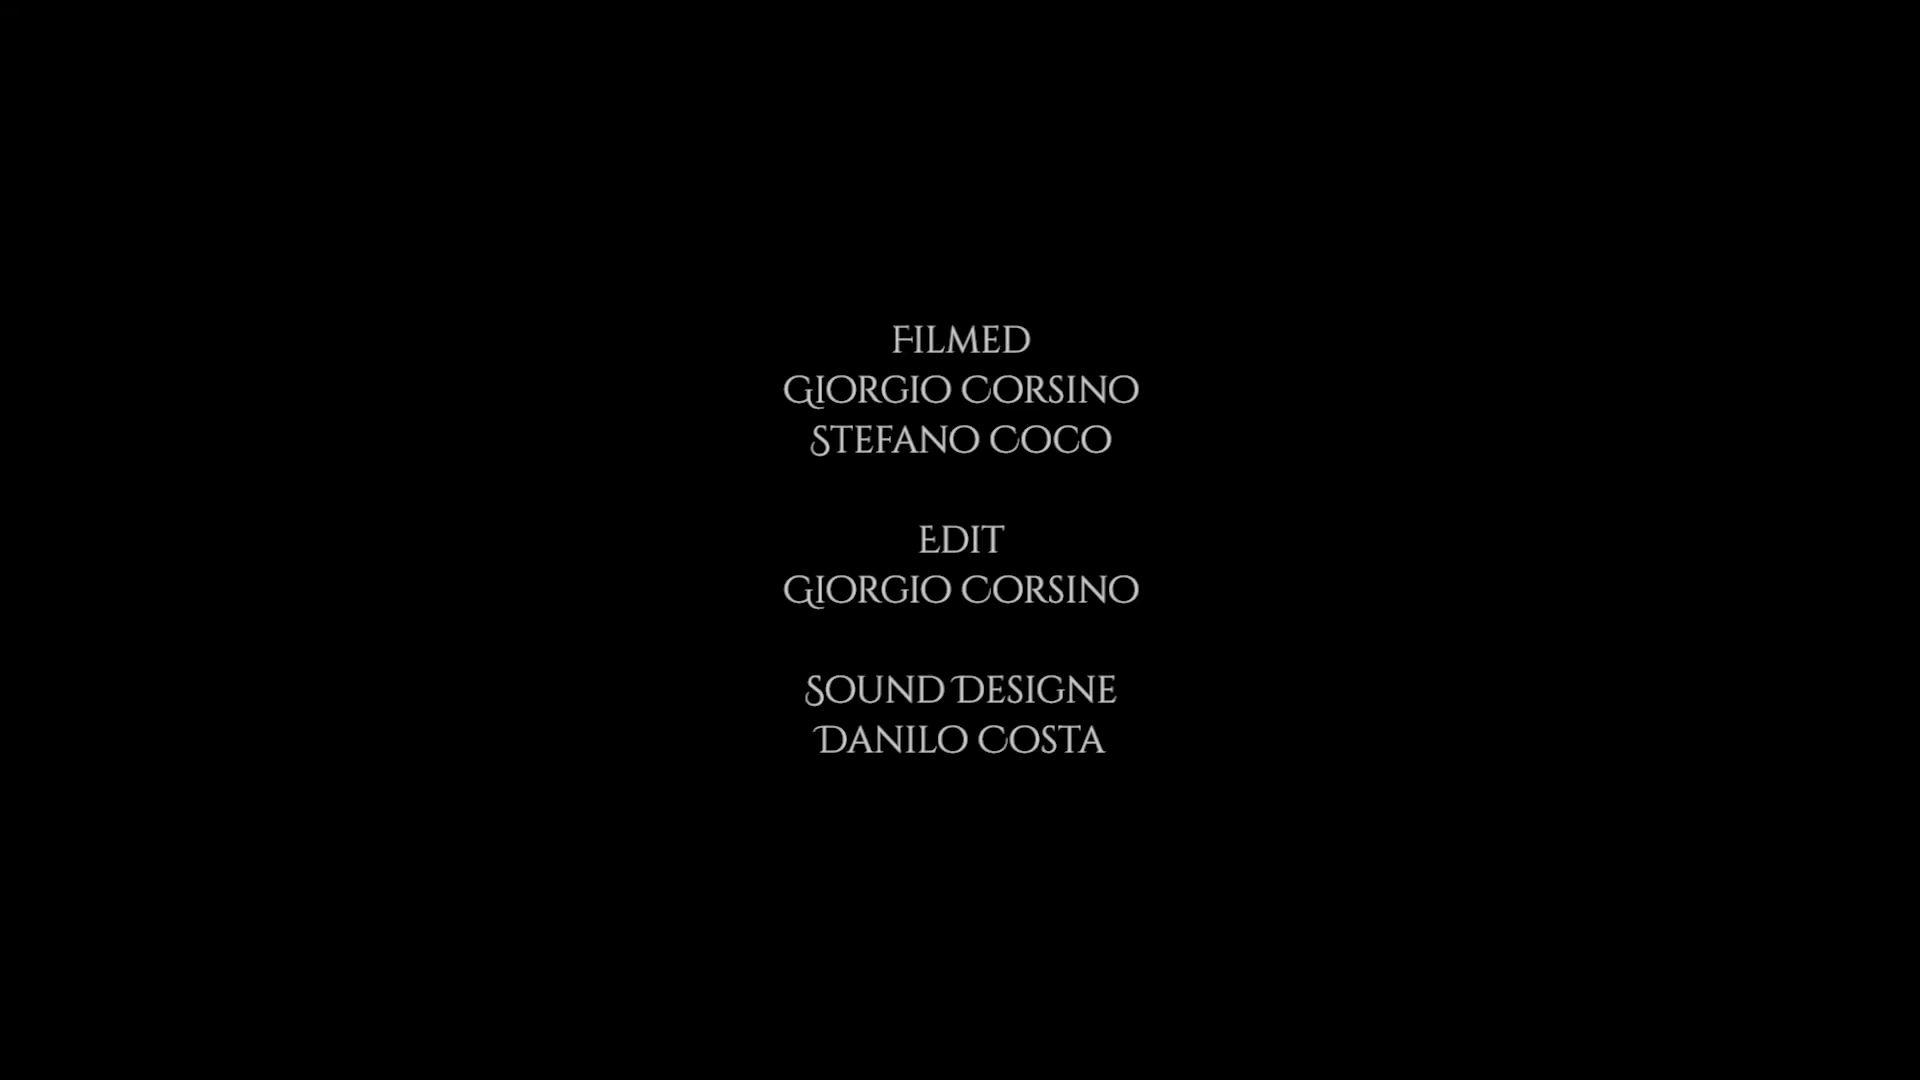 Filmed
Giorgio Corsino
Stefano Coco
Edit
Giorgio Corsino
Sound Designe
Danilo Costa